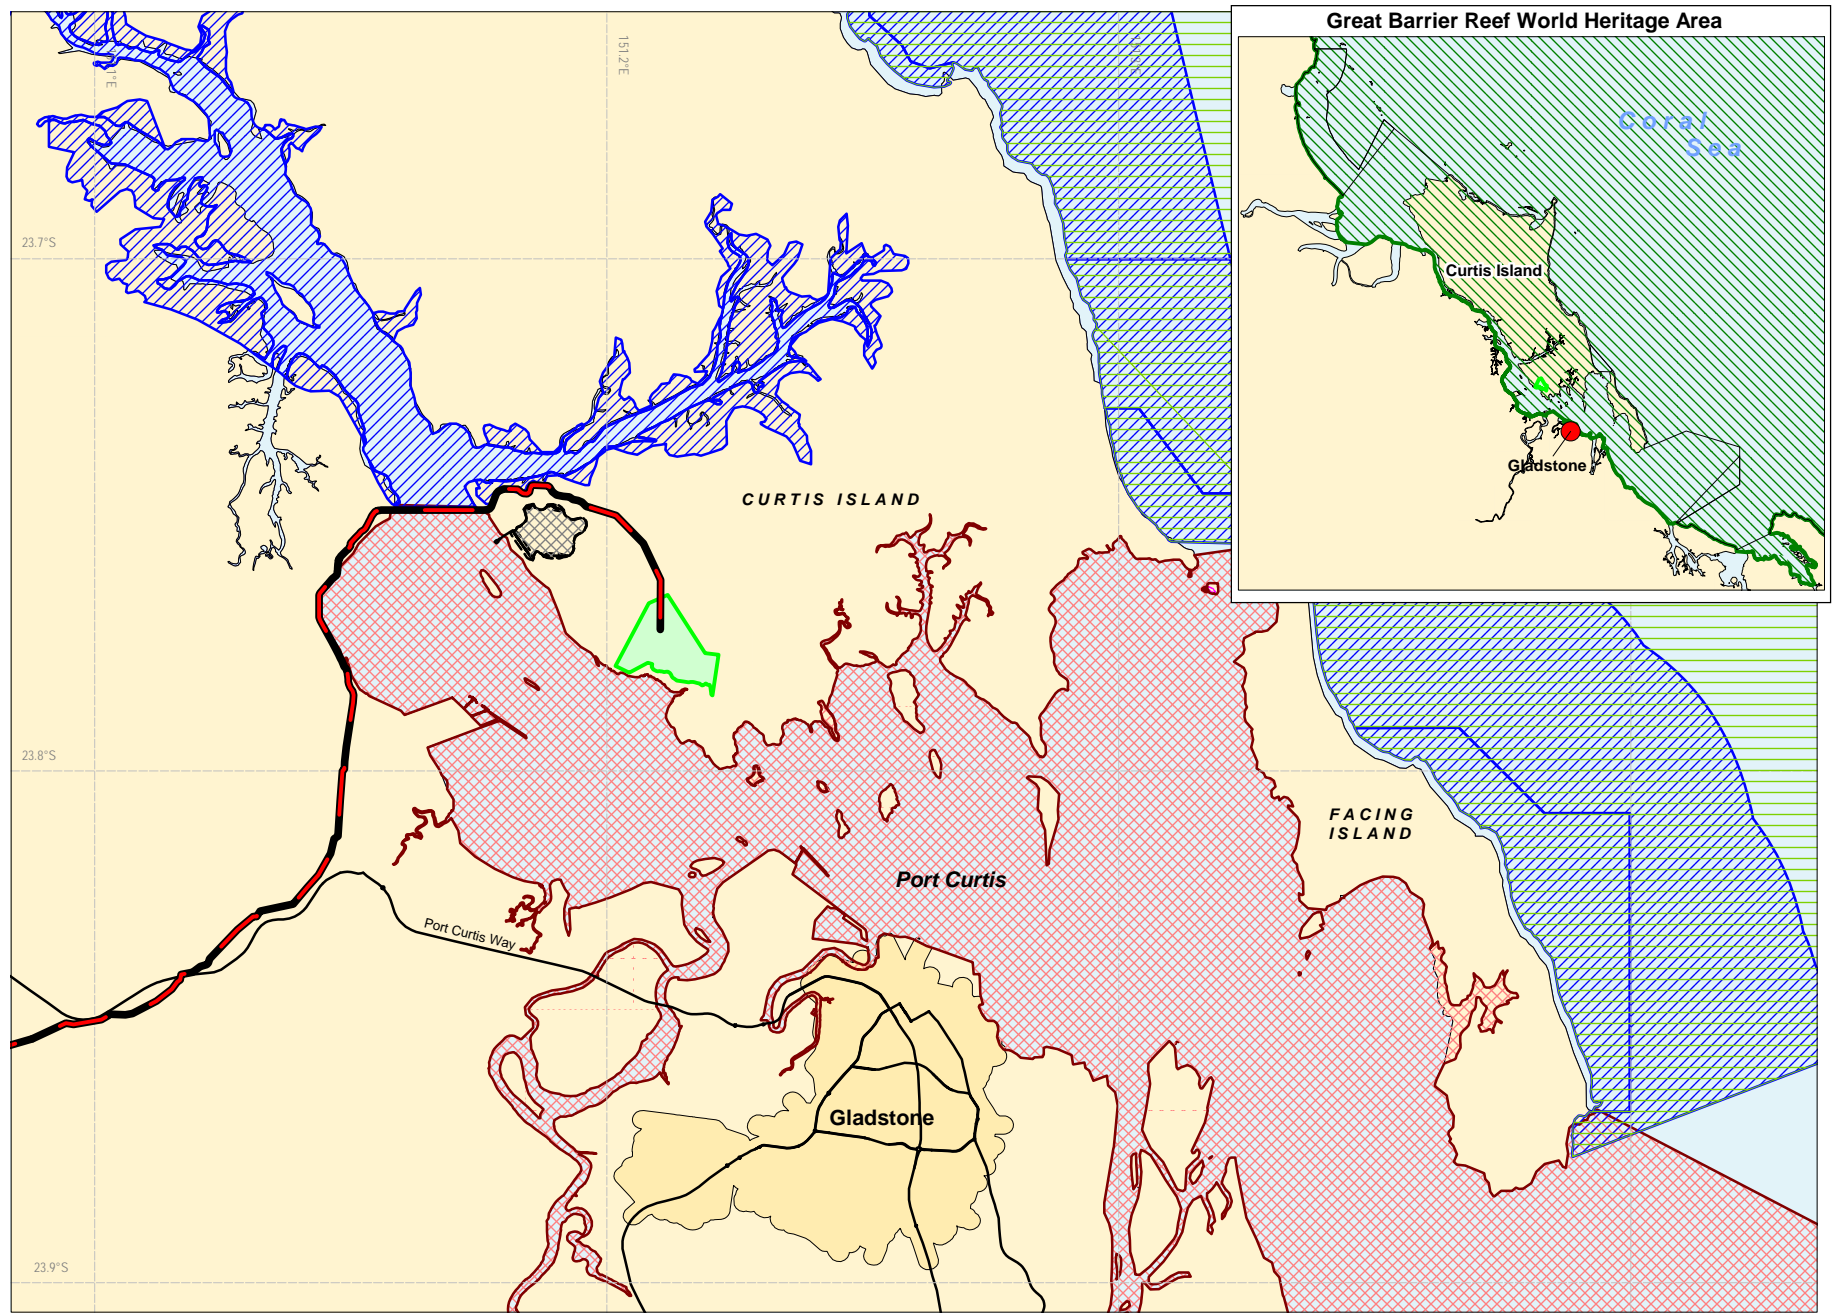 Great Barrier Reef World Heritage Area
151.2°E
Coral
Sea
23.7°S
Curtis Island
Gladstone
CURTIS ISLAND
23.8°S
FACING
ISLAND
Port Curtis
Port Curtis Way
Gladstone
23.9°S